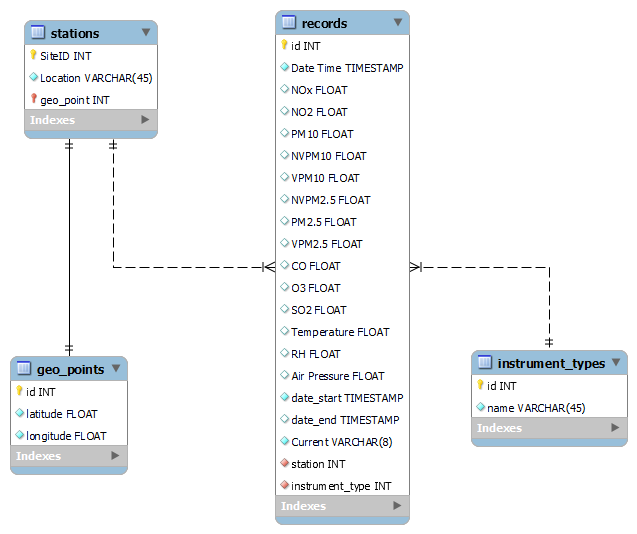 stations
SiteID INT
Location VARCHAR(45)
geo_point INT
Indexes
records
id INT
Date Time TIMESTAMP
NOx FLOAT
NO2 FLOAT
PM10 FLOAT
NVPM10 FLOAT
VPM10 FLOAT
NVPM2.5 FLOAT
PM2.5 FLOAT
VPM2.5 FLOAT
CO FLOAT
O3 FLOAT
SO2 FLOAT
Temperature FLOAT
RH FLOAT
Air Pressure FLOAT
date_start TIMESTAMP
date_end TIMESTAMP
Current VARCHAR(8)
station INT
instrument_type INT
Indexes
geo_points
id INT
latitude FLOAT
longitude FLOAT
Indexes
instrument_types
id INT
name VARCHAR(45)
Indexes